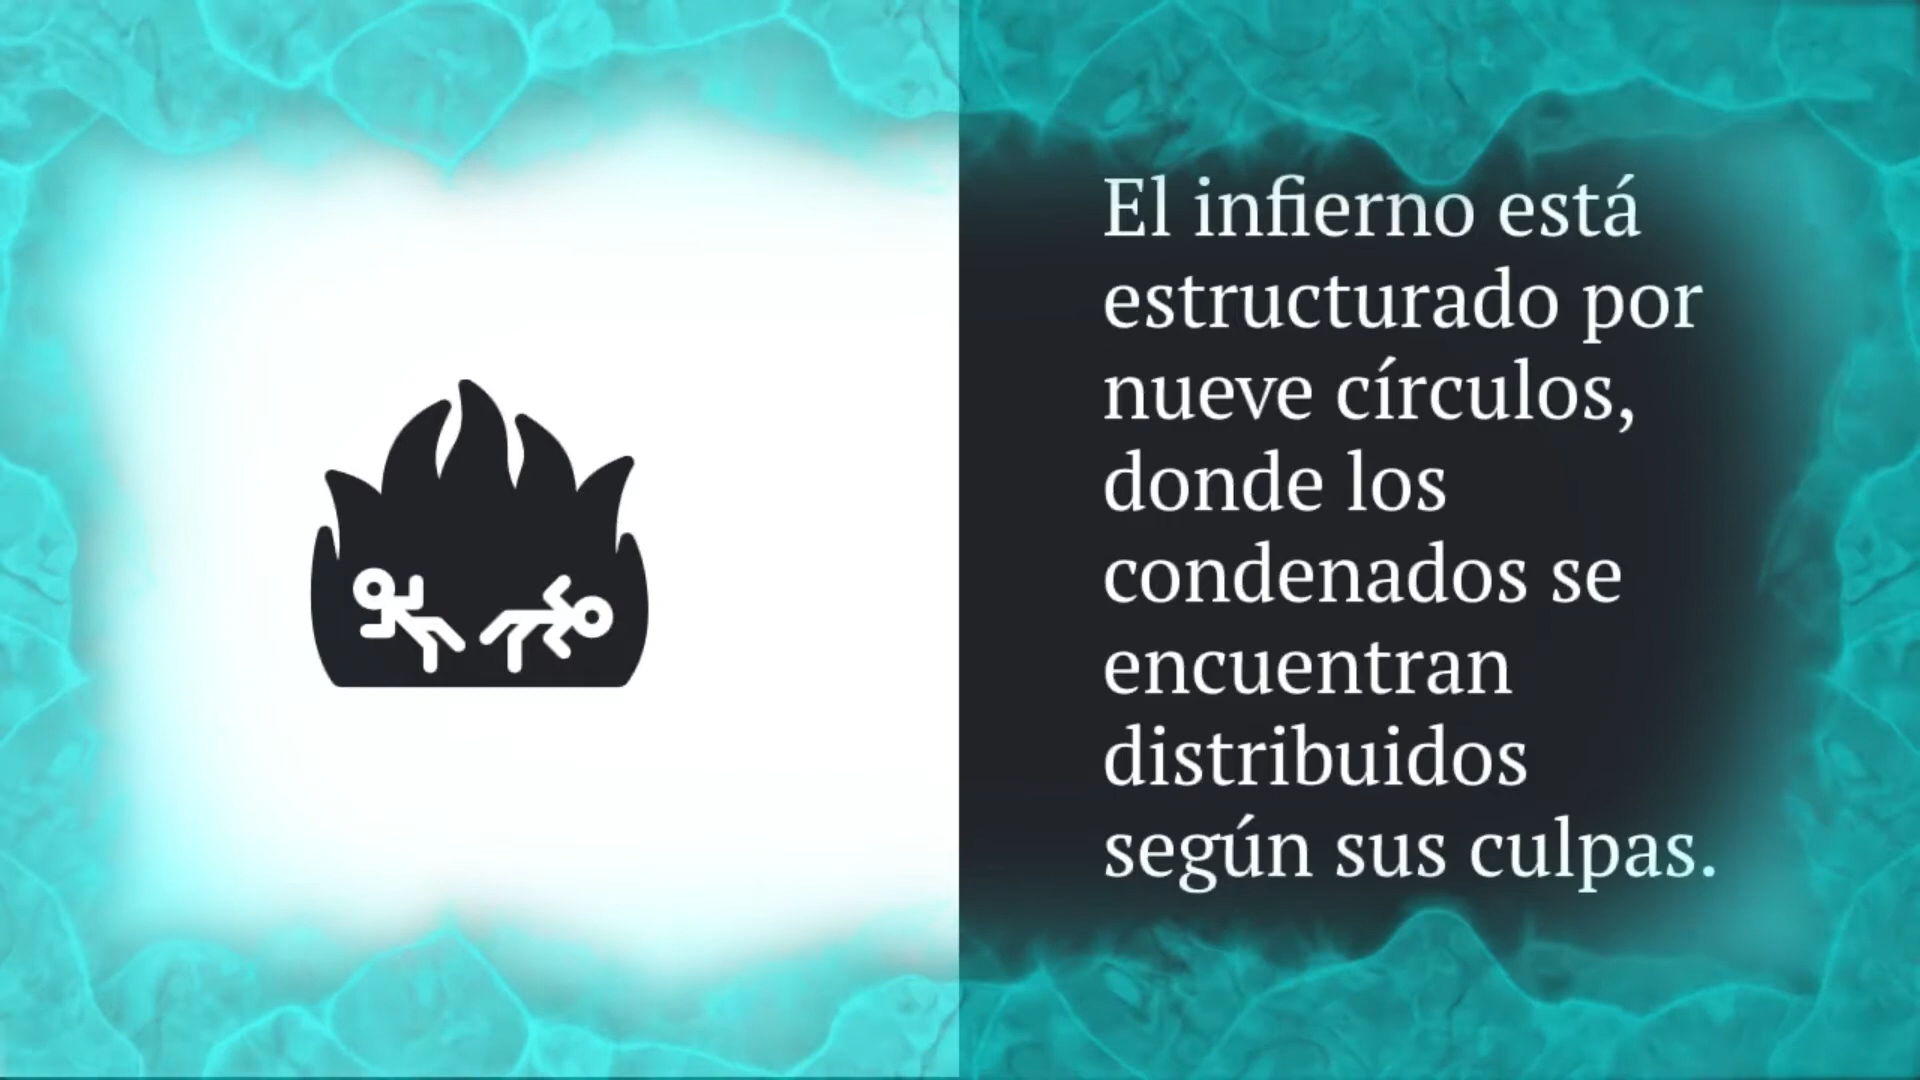 El infierno está
estructurado por
nueve círculos,
donde los
condenados se
encuentran
distribuidos
según sus culpas.